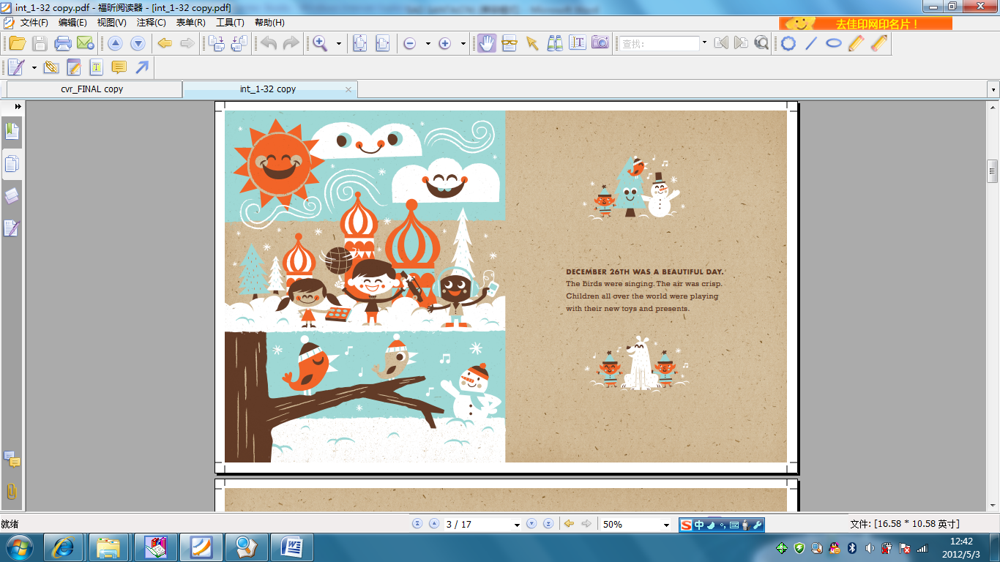 int_1-32 copy.pdf - 福昕阅读器 - [int_1-32 copy.pdf]
文件(F) 编辑(E) 视图(V) 注释(C) 表单(R) 工具(T) 帮助(H)
去佳印网印名片！
查找:
cvr_FINAL copy
int_1-32 copy
DECEMBER 26TH WAS A BEAUTIFUL DAY.
The birds were singing. The air was crisp.
Children all over the world were playing
with their new toys and presents.
就绪
3 / 17
50%
中
文件: [16.58 * 10.58 英寸]
12:42
2012/5/3